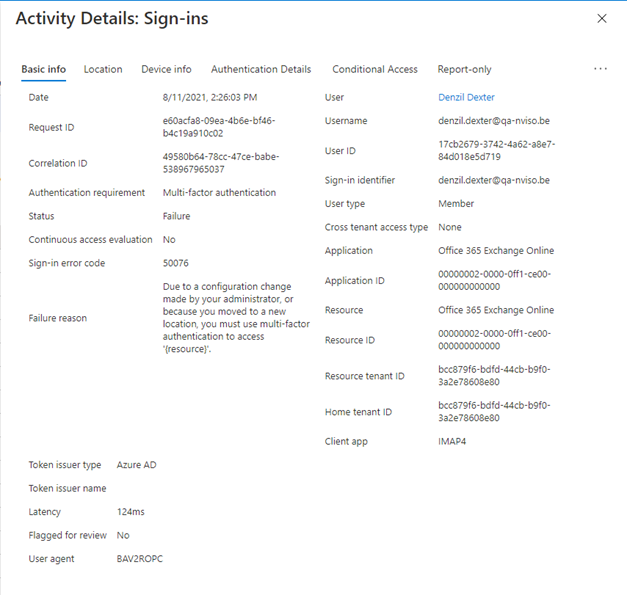 Activity Details: Sign-ins
Basic info Location Device info Authentication Details Conditional Access Report-only
Date 8/11/2021, 2:26:03 PM
Request ID e60acfa8-09ea-4b6e-bf46-
b4c19a910c02
Correlation ID 49580b64-78cc-47ce-babe-
538967965037
Authentication requirement Multi-factor authentication
Status Failure
Continuous access evaluation No
Sign-in error code 50076
Failure reason Due to a configuration change
made by your administrator, or
because you moved to a new
location, you must use multi-factor
authentication to access
'{resource}'.
User Denzil Dexter
Username denzil.dexter@qa-nviso.be
User ID 17cb2679-3742-4a62-a8e7-
84d018e5d719
Sign-in identifier denzil.dexter@qa-nviso.be
User type Member
Cross tenant access type None
Application Office 365 Exchange Online
Application ID 00000002-0000-0ff1-ce00-
000000000000
Resource Office 365 Exchange Online
Resource ID 00000002-0000-0ff1-ce00-
000000000000
Resource tenant ID bcc879f6-bdfd-44cb-b9f0-
3a2e78608e80
Home tenant ID bcc879f6-bdfd-44cb-b9f0-
3a2e78608e80
Client app IMAP4
Token issuer type Azure AD
Token issuer name
Latency 124ms
Flagged for review No
User agent BAV2ROPC